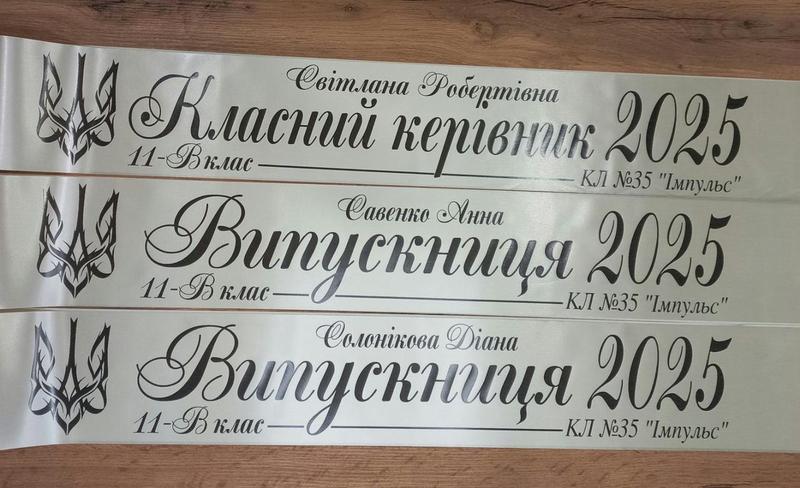 Світлана Робертівна
Класний керівник 2025
11-В клас КЛ №35 "Імпульс"
Савенко Анна
Випускниця 2025
11-В клас КЛ №35 "Імпульс"
Солонікова Діана
Випускниця 2025
11-В клас КЛ №35 "Імпульс"